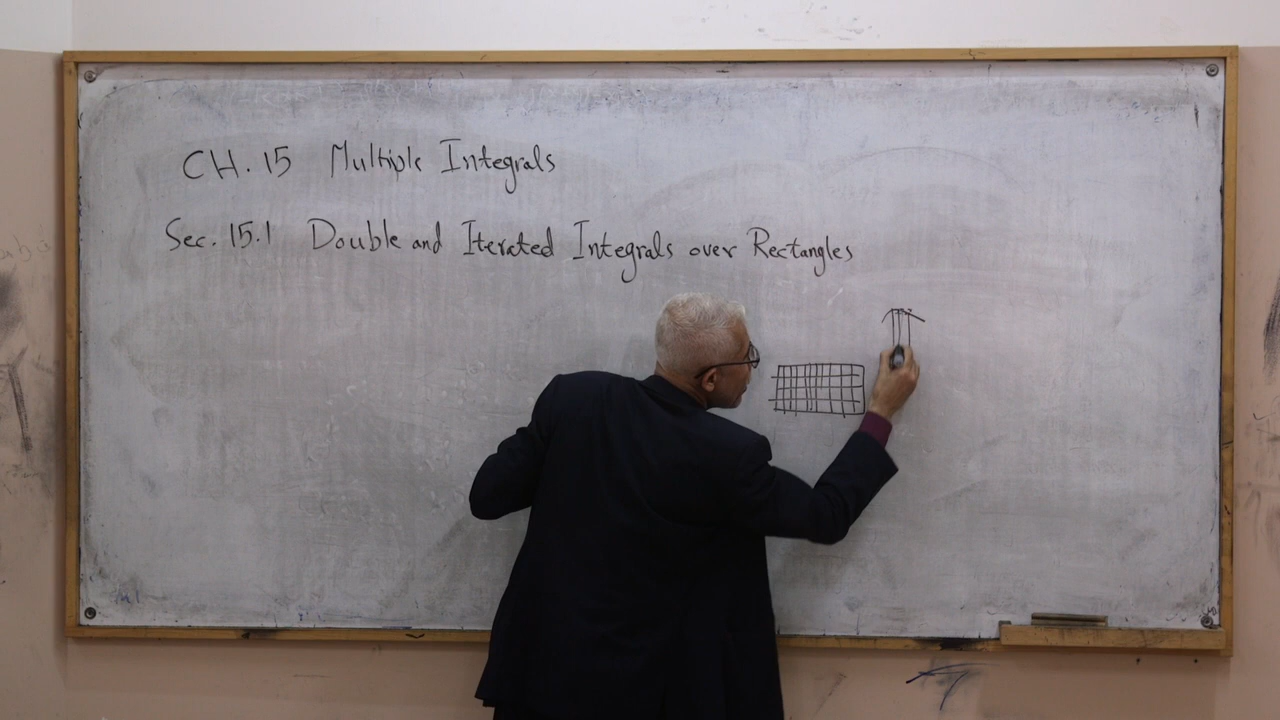 CH. 15 Multiple Integrals
Sec. 15.1 Double and Iterated Integrals over Rectangles